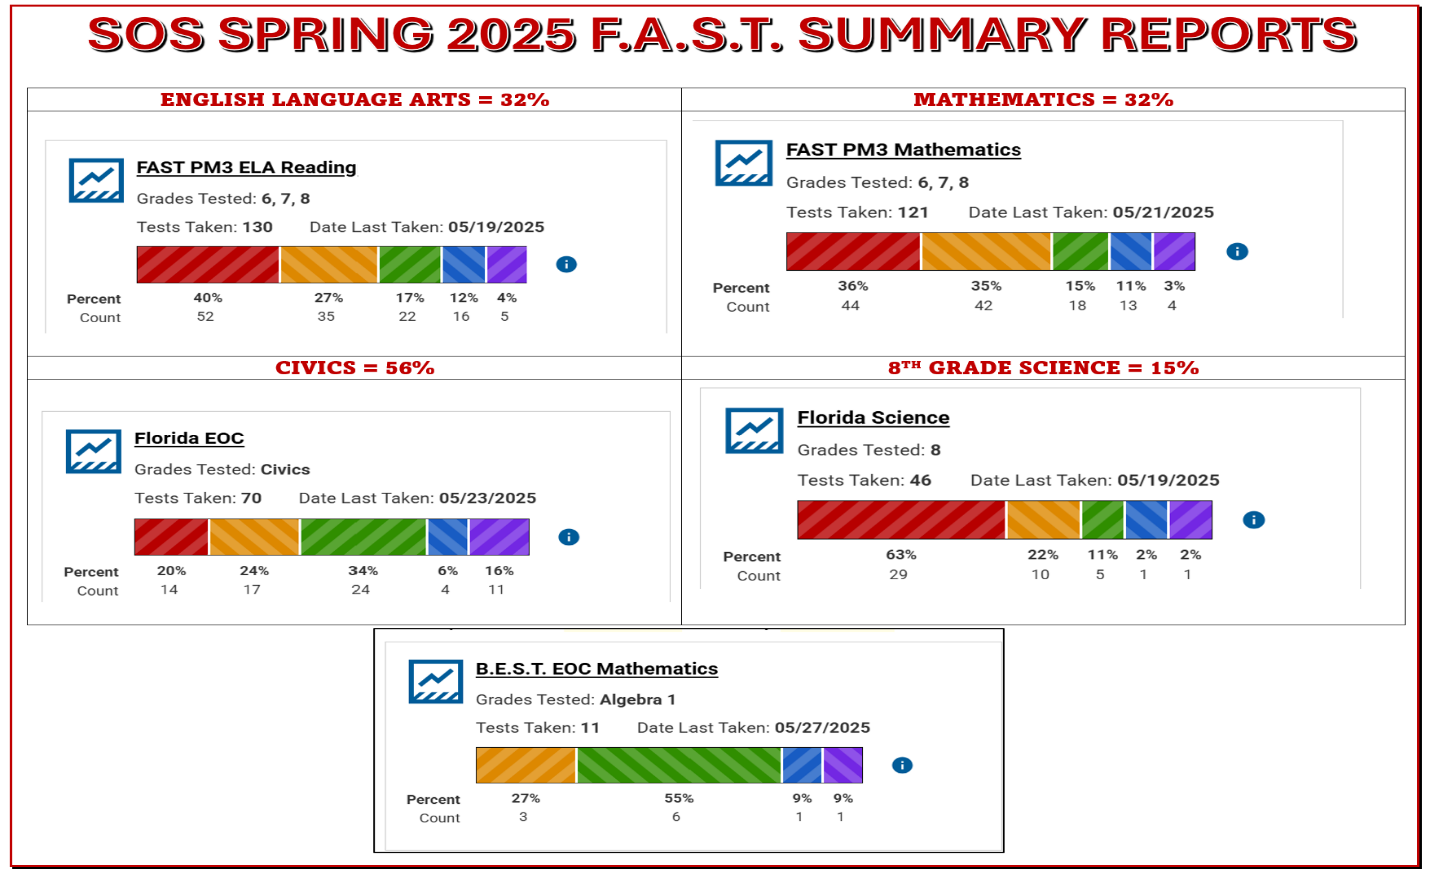 SOS SPRING 2025 F.A.S.T. SUMMARY REPORTS
ENGLISH LANGUAGE ARTS = 32%
FAST PM3 ELA Reading
Grades Tested: 6, 7, 8
Tests Taken: 130 Date Last Taken: 05/19/2025
Percent 40% 27% 17% 12% 4%
Count 52 35 22 16 5
MATHEMATICS = 32%
FAST PM3 Mathematics
Grades Tested: 6, 7, 8
Tests Taken: 121 Date Last Taken: 05/21/2025
Percent 36% 35% 15% 11% 3%
Count 44 42 18 13 4
CIVICS = 56%
Florida EOC
Grades Tested: Civics
Tests Taken: 70 Date Last Taken: 05/23/2025
Percent 20% 24% 34% 6% 16%
Count 14 17 24 4 11
8TH GRADE SCIENCE = 15%
Florida Science
Grades Tested: 8
Tests Taken: 46 Date Last Taken: 05/19/2025
Percent 63% 22% 11% 2% 2%
Count 29 10 5 1 1
B.E.S.T. EOC Mathematics
Grades Tested: Algebra 1
Tests Taken: 11 Date Last Taken: 05/27/2025
Percent 27% 55% 9% 9%
Count 3 6 1 1